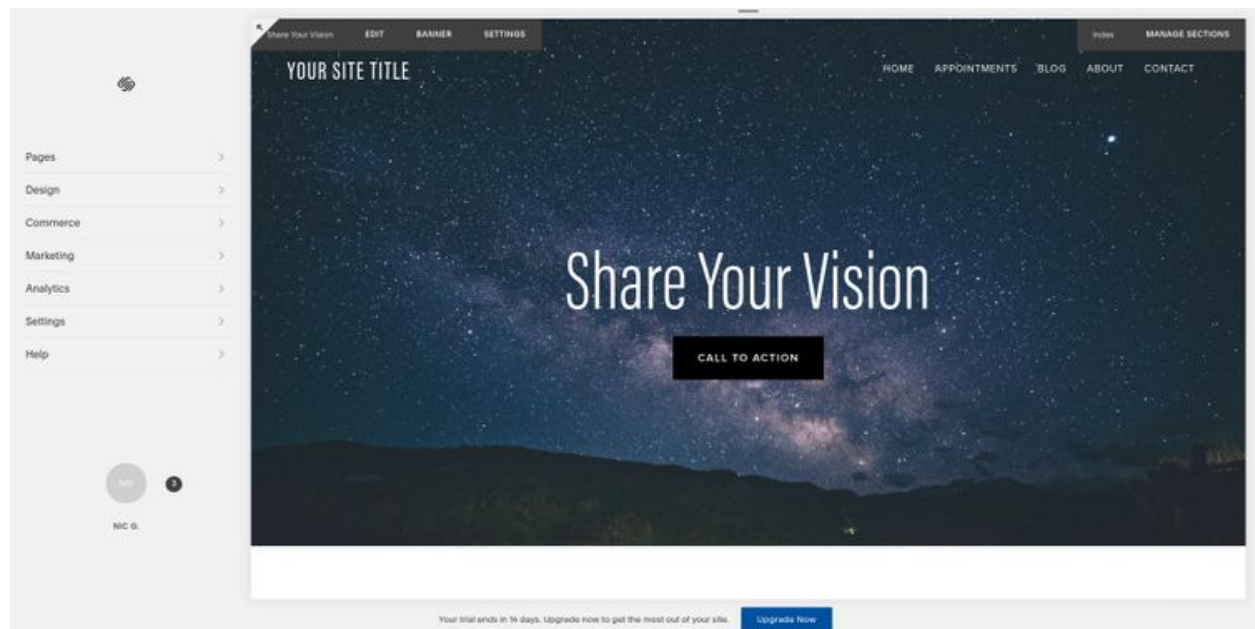 Share Your Vision EDIT BANNER SETTINGS
Index MANAGE SECTIONS
YOUR SITE TITLE
HOME APPOINTMENTS BLOG ABOUT CONTACT
Pages
Design
Commerce
Marketing
Analytics
Settings
Help
Share Your Vision
CALL TO ACTION
3
NIC G.
Your trial ends in 14 days. Upgrade now to get the most out of your site. Upgrade Now